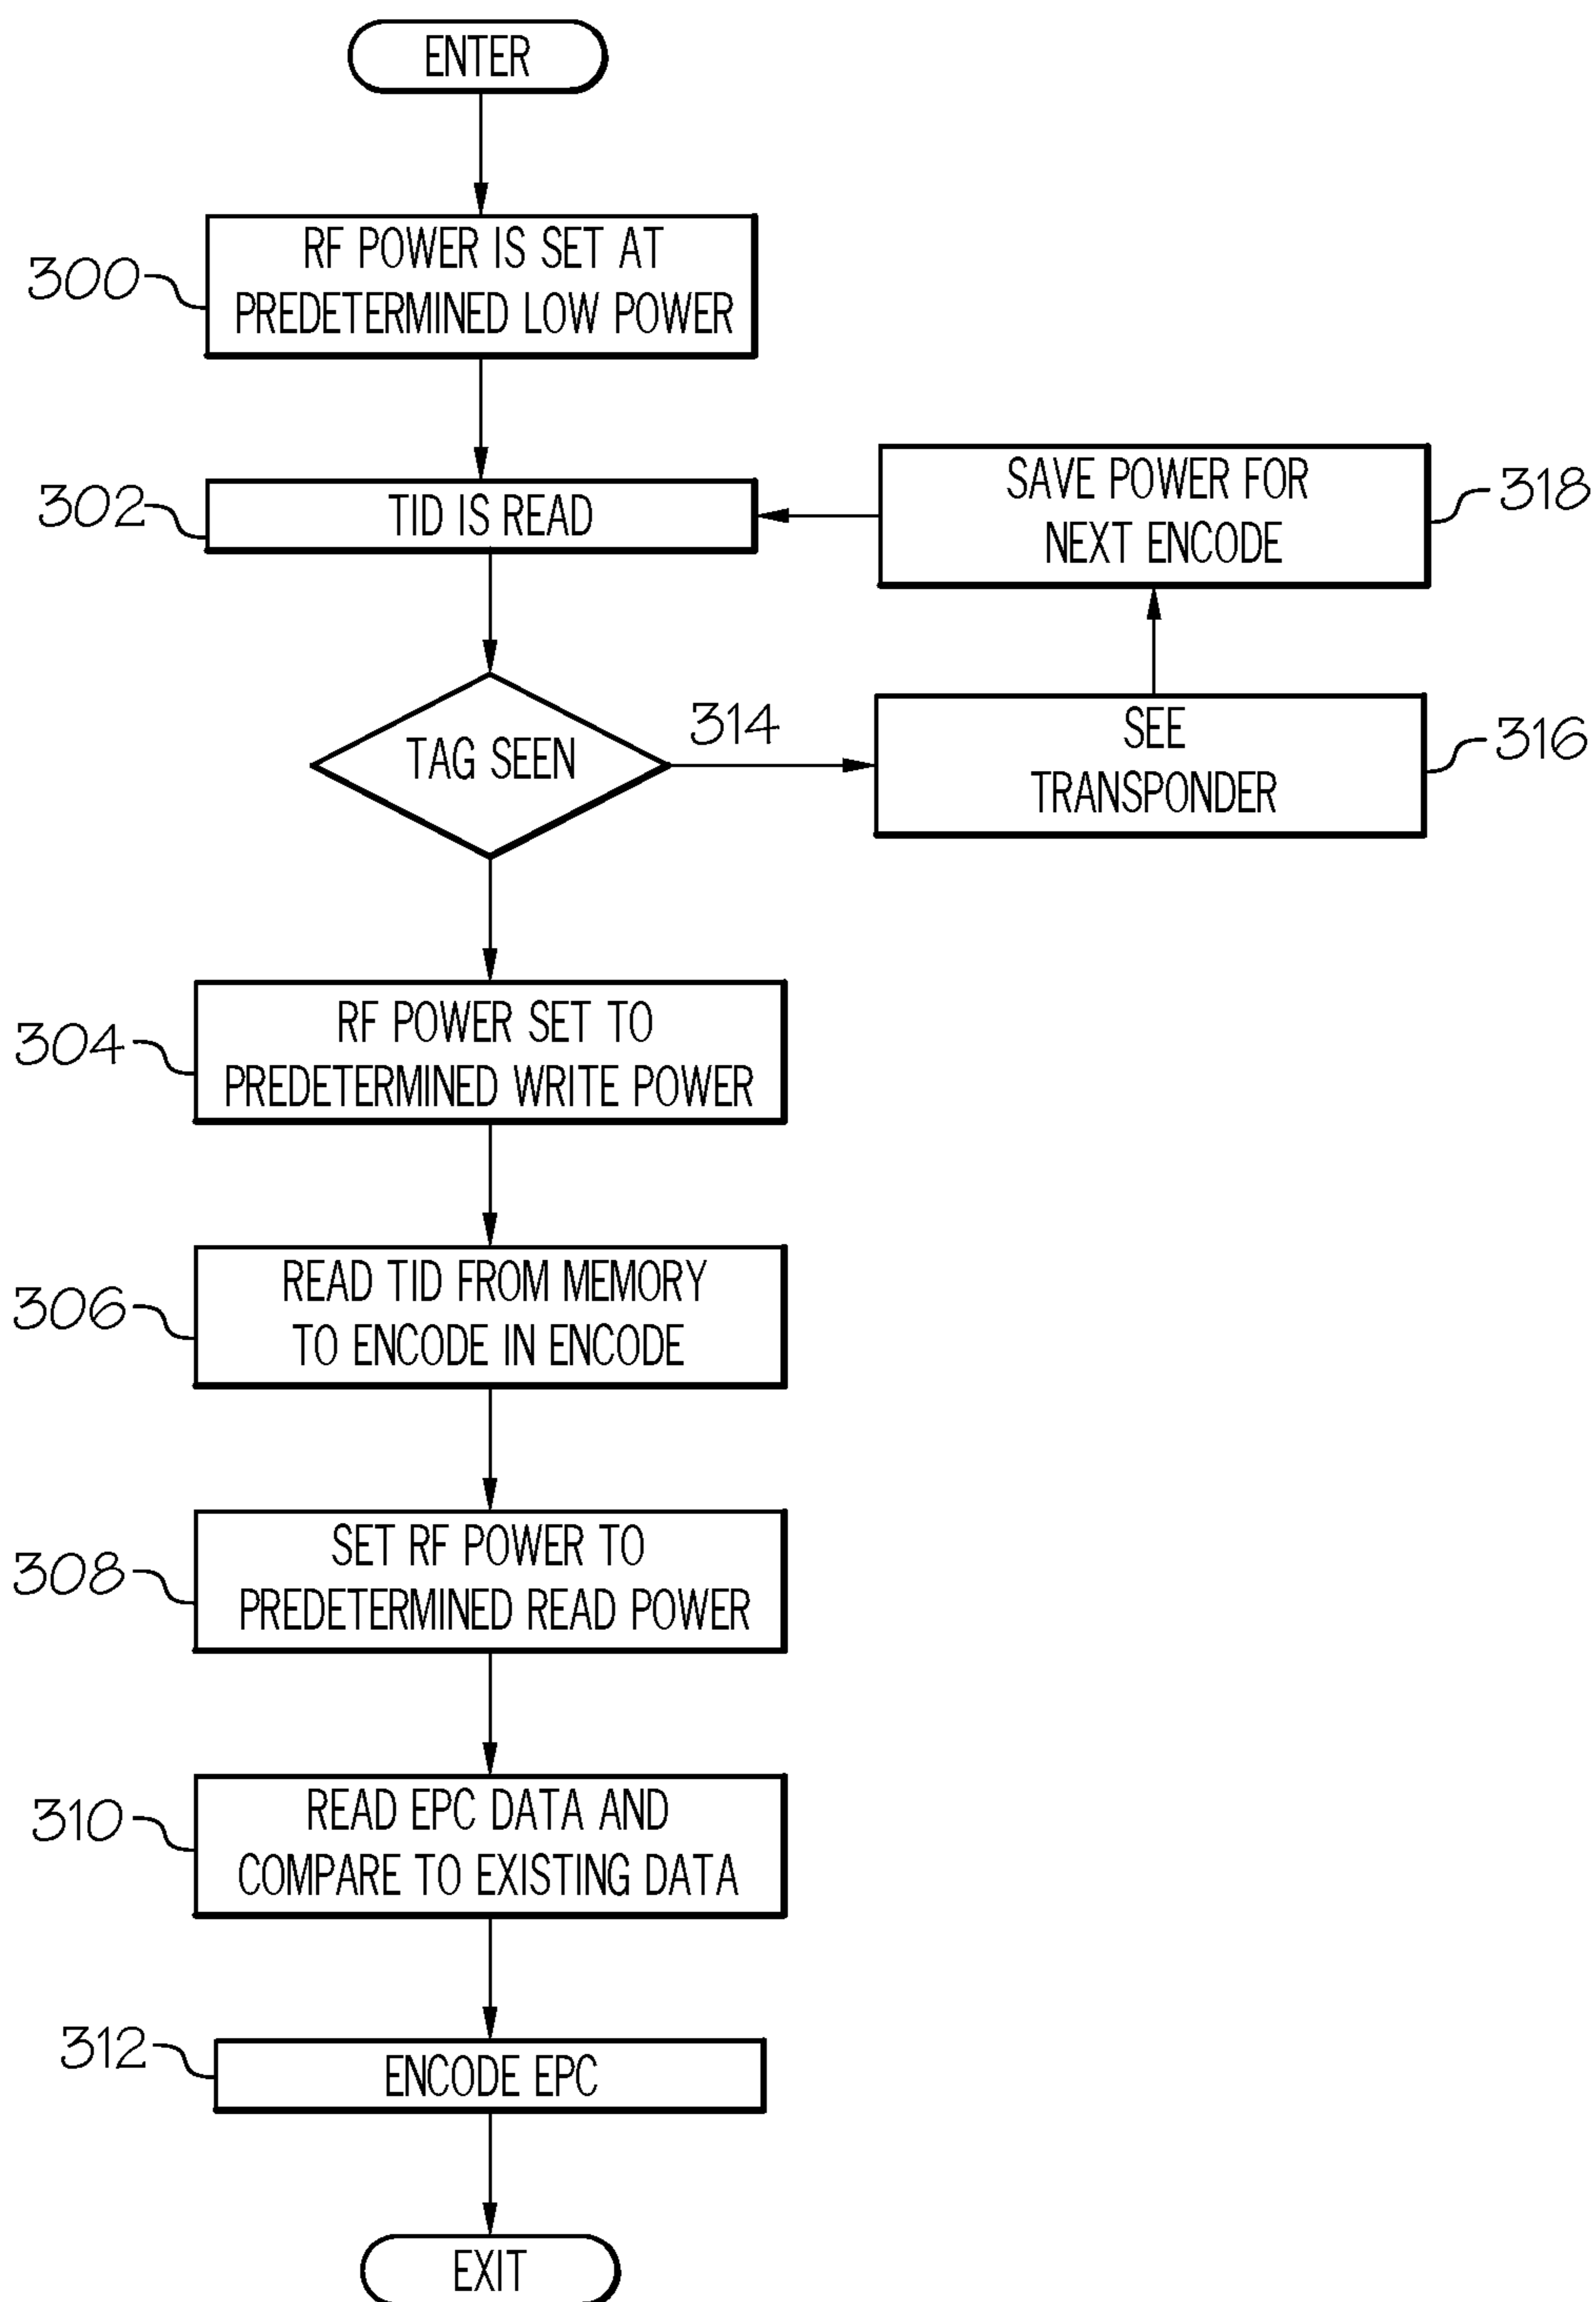 ENTER
300
RF POWER IS SET AT
PREDETERMINED LOW POWER
302
TID IS READ
SAVE POWER FOR
NEXT ENCODE
318
TAG SEEN
314
SEE
TRANSPONDER
316
304
RF POWER SET TO
PREDETERMINED WRITE POWER
306
READ TID FROM MEMORY
TO ENCODE IN ENCODE
308
SET RF POWER TO
PREDETERMINED READ POWER
310
READ EPC DATA AND
COMPARE TO EXISTING DATA
312
ENCODE EPC
EXIT